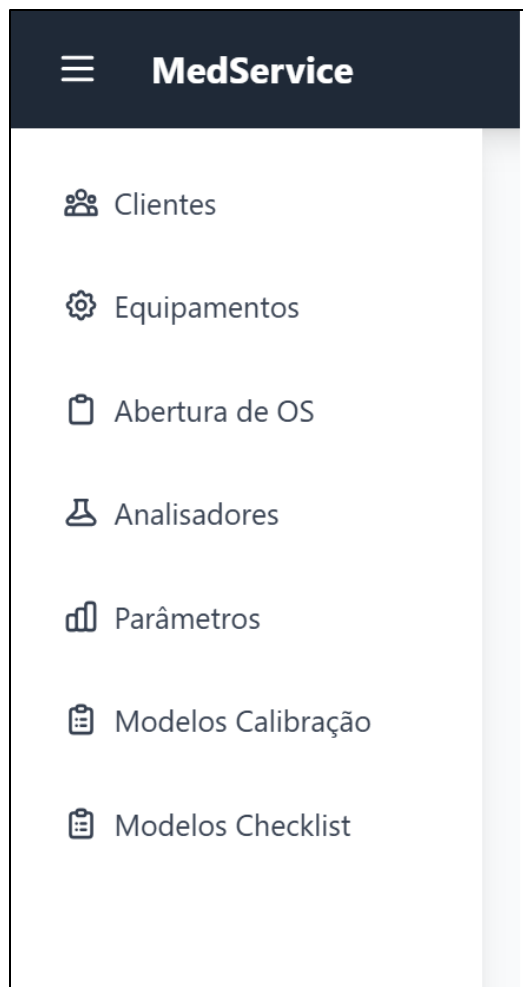 MedService
Clientes
Equipamentos
Abertura de OS
Analisadores
Parâmetros
Modelos Calibração
Modelos Checklist